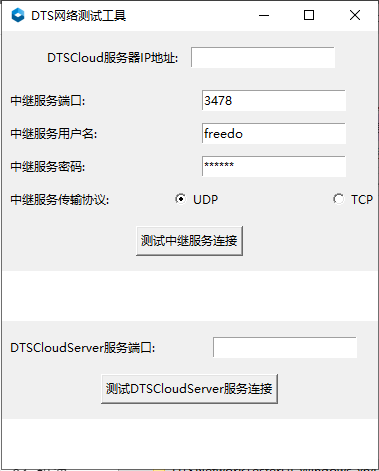 DTS网络测试工具
DTSCloud服务器IP地址:
中继服务端口: 3478
中继服务用户名: freedo
中继服务密码: ******
中继服务传输协议: UDP TCP
测试中继服务连接
DTSCloudServer服务端口:
测试DTSCloudServer服务连接